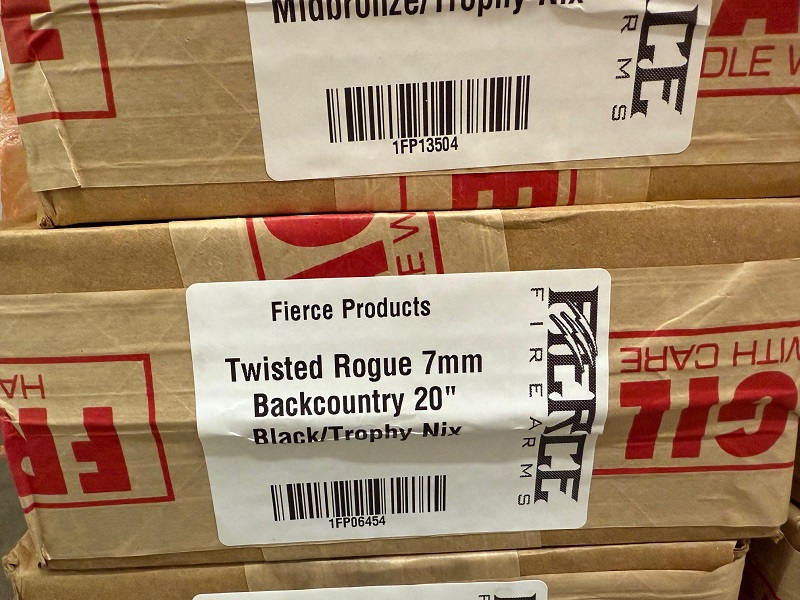 Midbronze/Trophy Nix
1FP13504
FIERCE
FIREARMS
Fierce Products
Twisted Rogue 7mm
Backcountry 20"
Black/Trophy Nix
1FP06454
WITH CARE